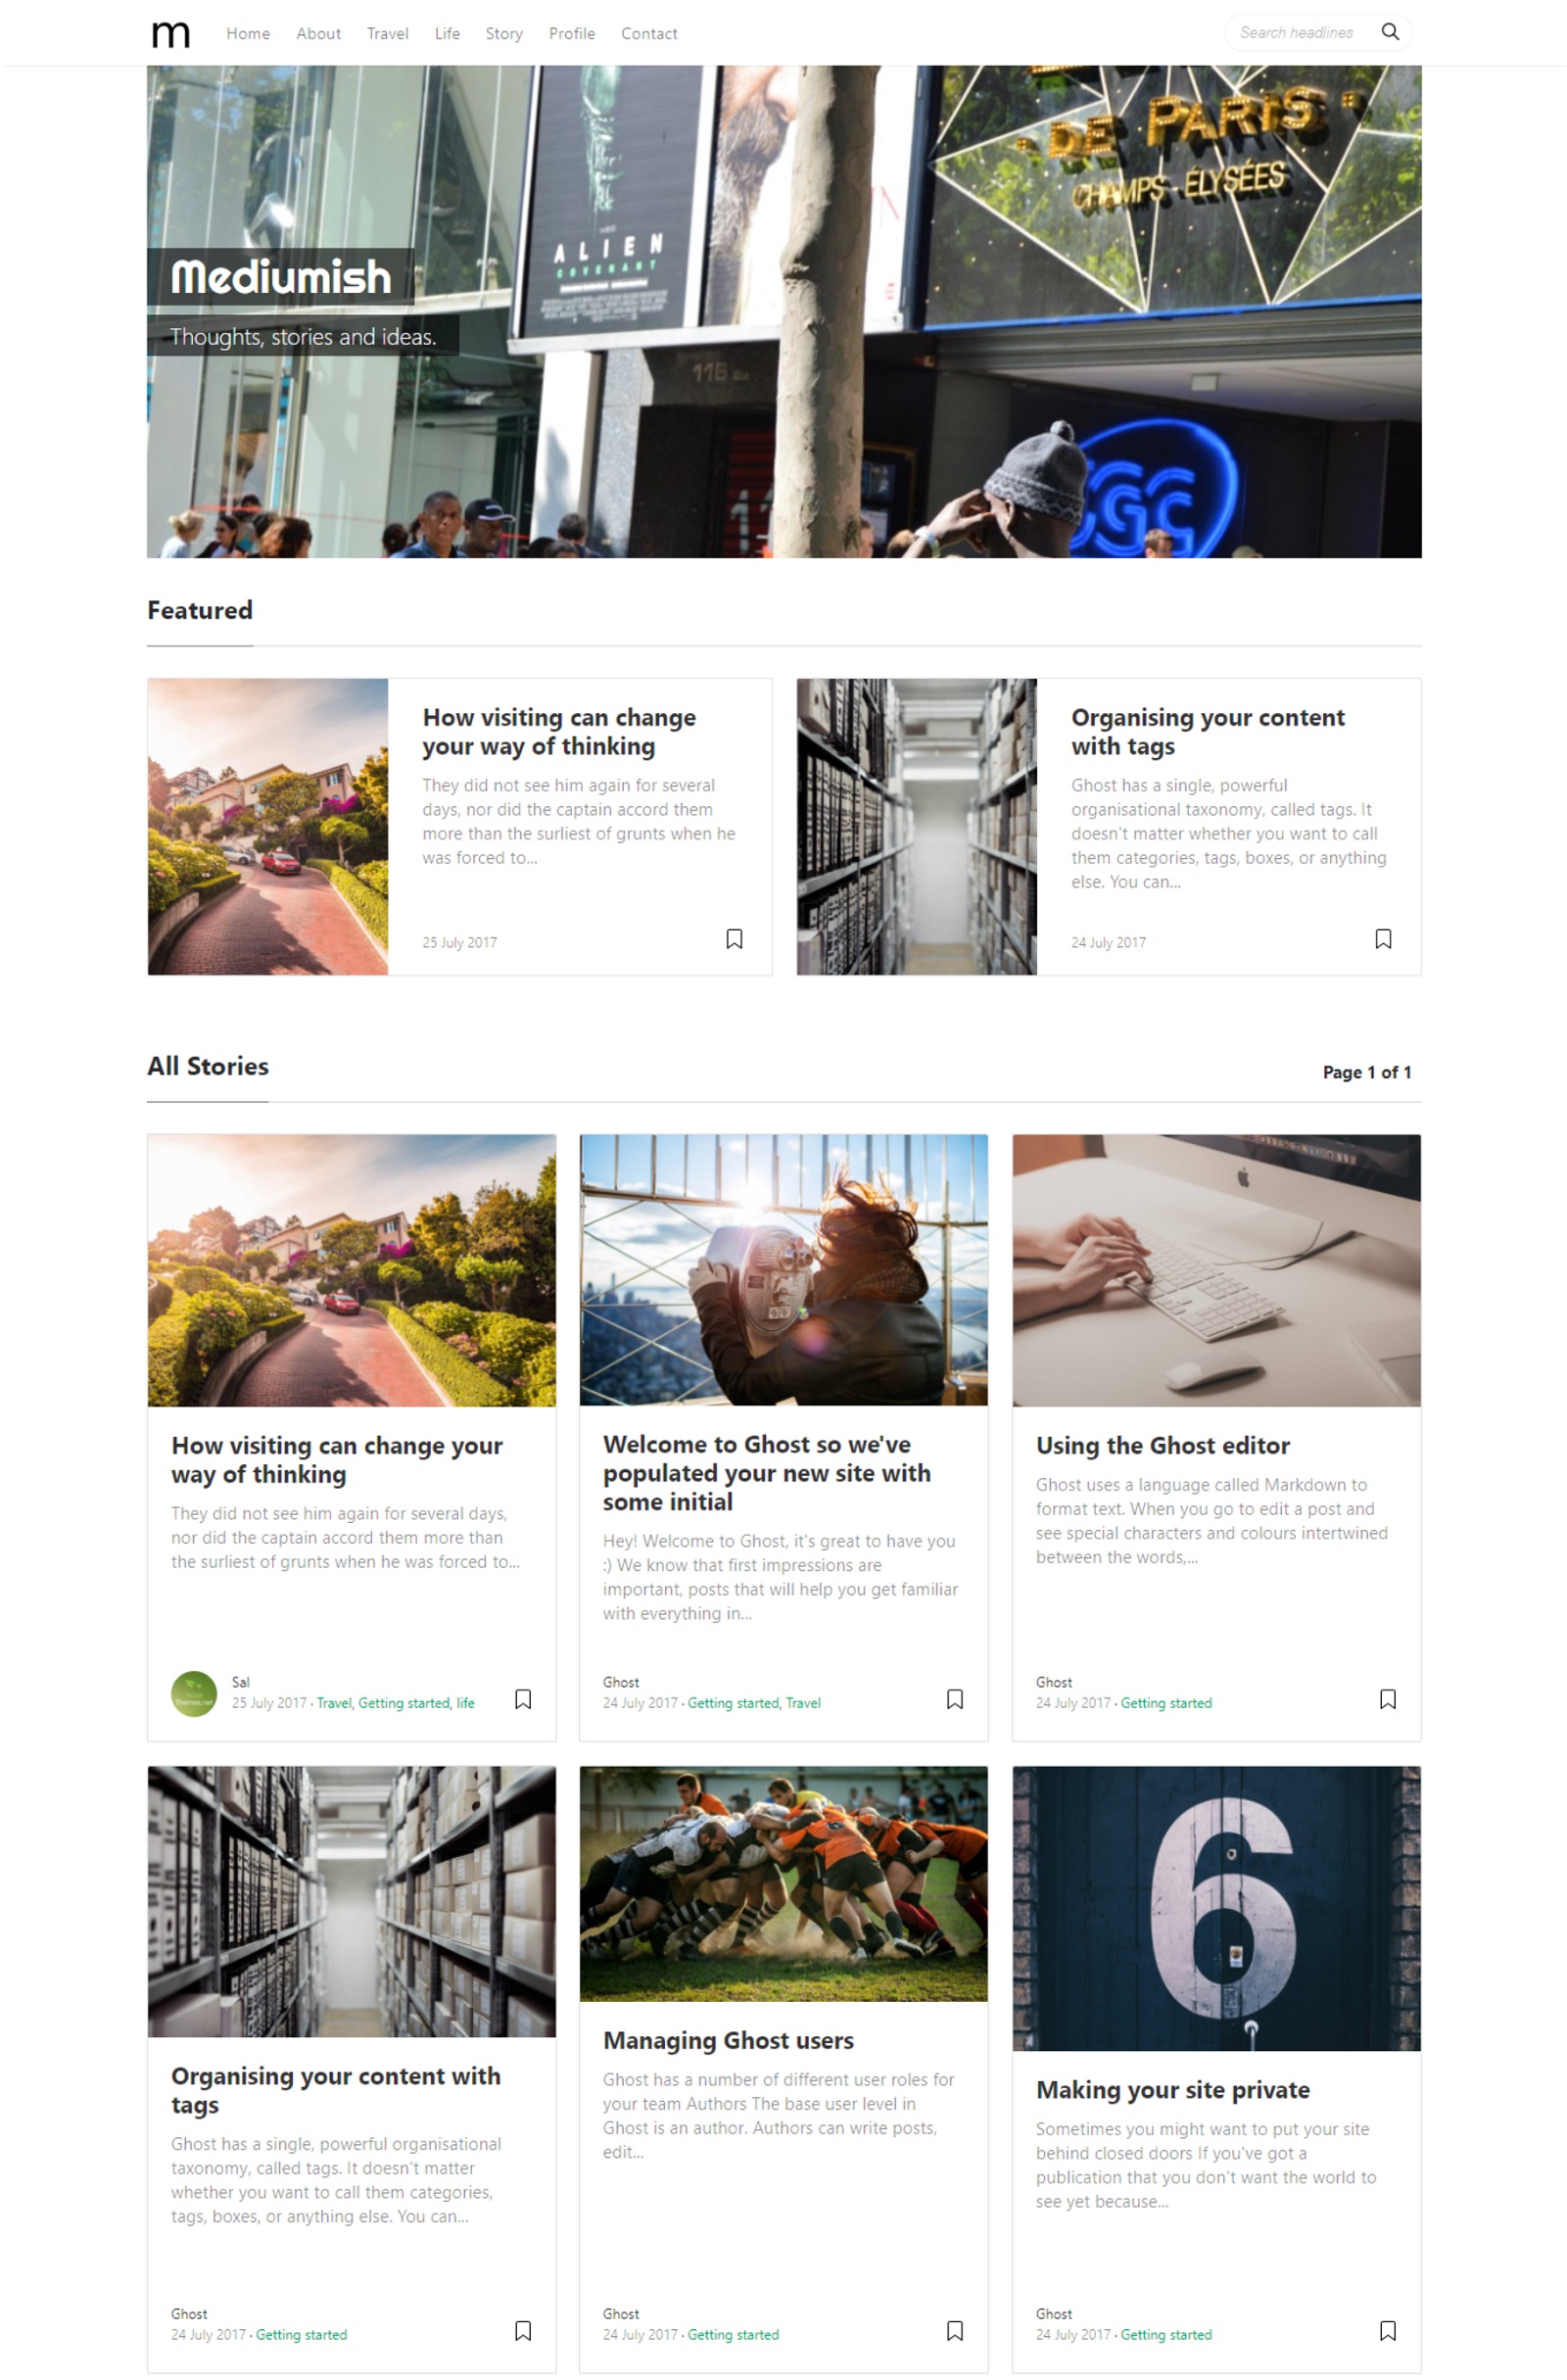 m
Home
About
Travel
Life
Story
Profile
Contact
Search headlines
DE PARIS
CHAMPS - ÉLYSÉES
ALIEN
COVENANT
Mediumish
Thoughts, stories and ideas.
Featured
How visiting can change
your way of thinking
They did not see him again for several
days, nor did the captain accord them
more than the surliest of grunts when he
was forced to...
25 July 2017
Organising your content
with tags
Ghost has a single, powerful
organisational taxonomy, called tags. It
doesn't matter whether you want to call
them categories, tags, boxes, or anything
else. You can...
24 July 2017
All Stories
Page 1 of 1
How visiting can change your
way of thinking
They did not see him again for several days,
nor did the captain accord them more than
the surliest of grunts when he was forced to...
Sal
25 July 2017 · Travel, Getting started, life
Welcome to Ghost so we've
populated your new site with
some initial
Hey! Welcome to Ghost, it's great to have you
:) We know that first impressions are
important, posts that will help you get familiar
with everything in...
Ghost
24 July 2017 · Getting started, Travel
Using the Ghost editor
Ghost uses a language called Markdown to
format text. When you go to edit a post and
see special characters and colours intertwined
between the words,...
Ghost
24 July 2017 · Getting started
Organising your content with
tags
Ghost has a single, powerful organisational
taxonomy, called tags. It doesn't matter
whether you want to call them categories,
tags, boxes, or anything else. You can...
Ghost
24 July 2017 · Getting started
Managing Ghost users
Ghost has a number of different user roles for
your team Authors The base user level in
Ghost is an author. Authors can write posts,
edit...
Ghost
24 July 2017 · Getting started
6
Making your site private
Sometimes you might want to put your site
behind closed doors If you've got a
publication that you don't want the world to
see yet because...
Ghost
24 July 2017 · Getting started